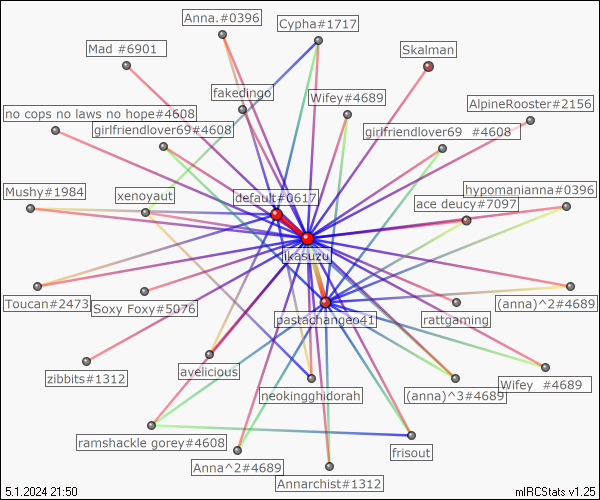 Anna.#0396
Cypha#1717
Mad #6901
Skalman
fakedingo
Wifey#4689
AlpineRooster#2156
no cops no laws no hope#4608
girlfriendlover69#4608
girlfriendlover69 #4608
Mushy#1984
xenoyaut
default#0617
hypomanianna#0396
ace deucy#7097
ikasuzu
Toucan#2473
Soxy Foxy#5076
pastachangeo41
rattgaming
(anna)^2#4689
zibbits#1312
avelicious
neokingghidorah
(anna)^3#4689
Wifey #4689
ramshackle gorey#4608
frisout
Anna^2#4689
Annarchist#1312
5.1.2024 21:50
mIRCStats v1.25